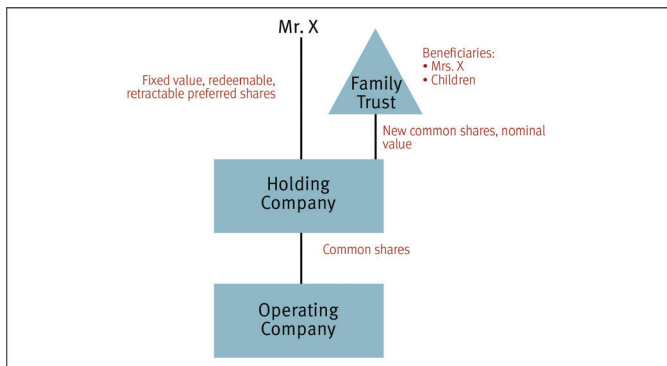 Mr. X
Fixed value, redeemable,
retractable preferred shares
Family
Trust
Beneficiaries:
• Mrs. X
• Children
New common shares, nominal
value
Holding
Company
Common shares
Operating
Company